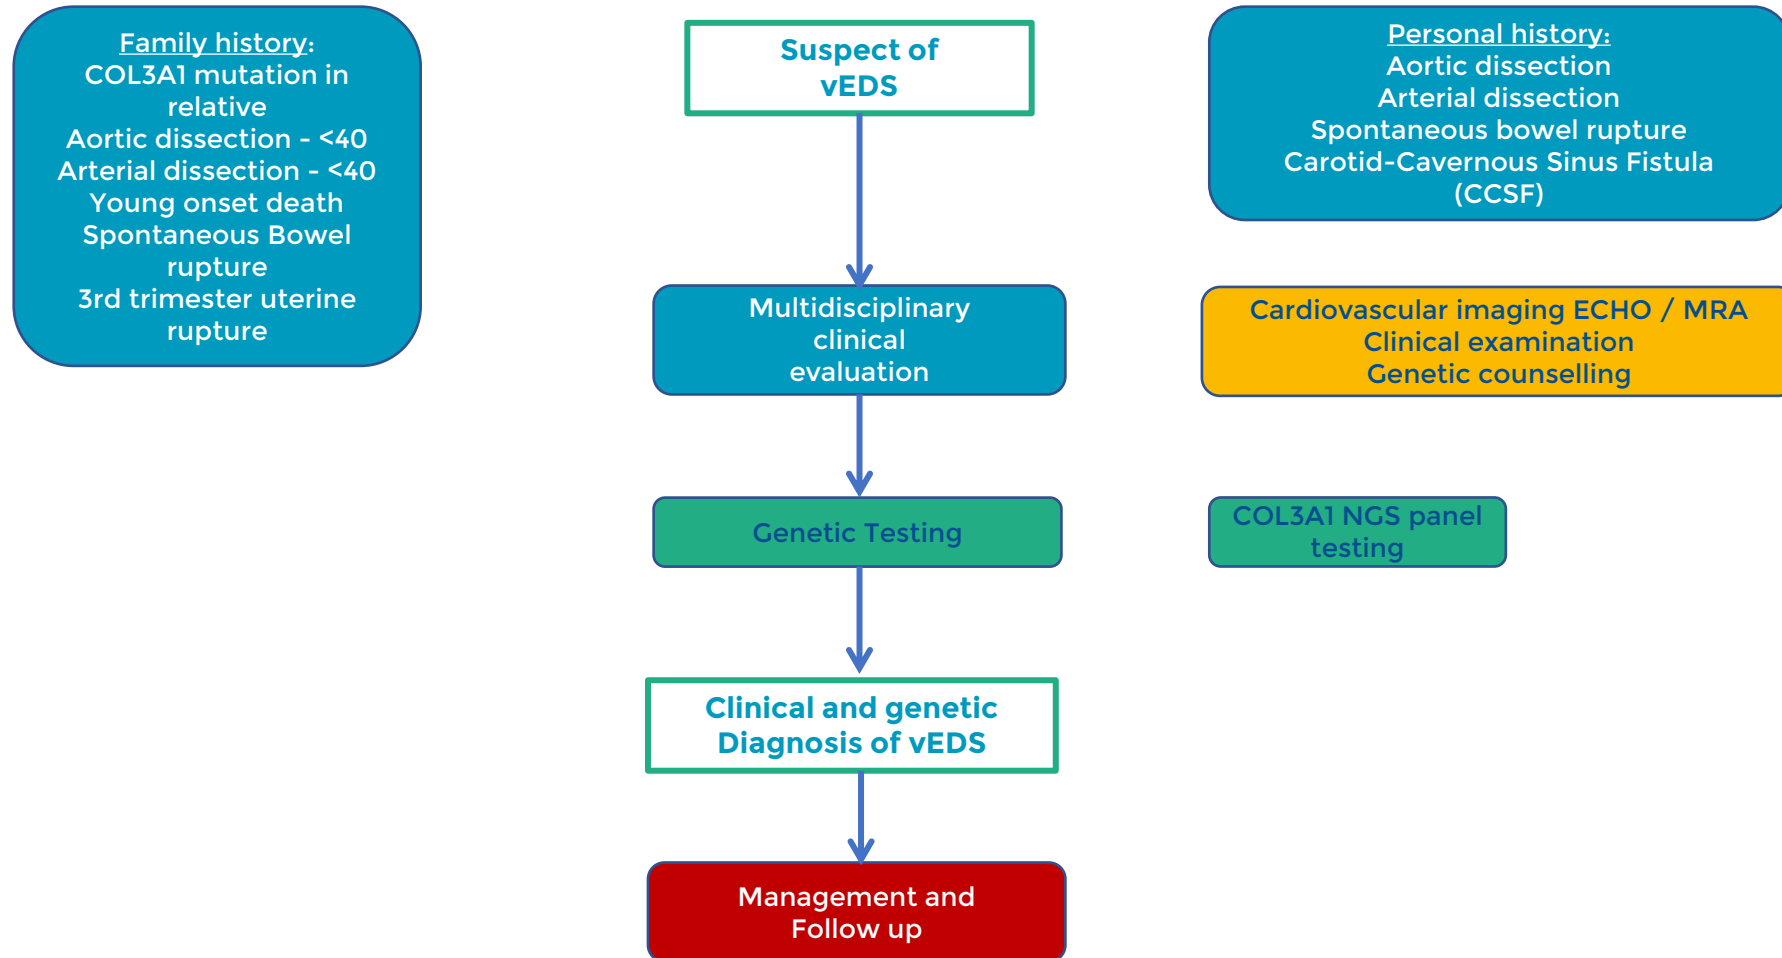 Family history:
COL3A1 mutation in
relative
Aortic dissection - <40
Arterial dissection - <40
Young onset death
Spontaneous Bowel
rupture
3rd trimester uterine
rupture
Suspect of
vEDS
Personal history:
Aortic dissection
Arterial dissection
Spontaneous bowel rupture
Carotid-Cavernous Sinus Fistula
(CCSF)
Multidisciplinary
clinical
evaluation
Cardiovascular imaging ECHO / MRA
Clinical examination
Genetic counselling
Genetic Testing
COL3A1 NGS panel
testing
Clinical and genetic
Diagnosis of vEDS
Management and
Follow up